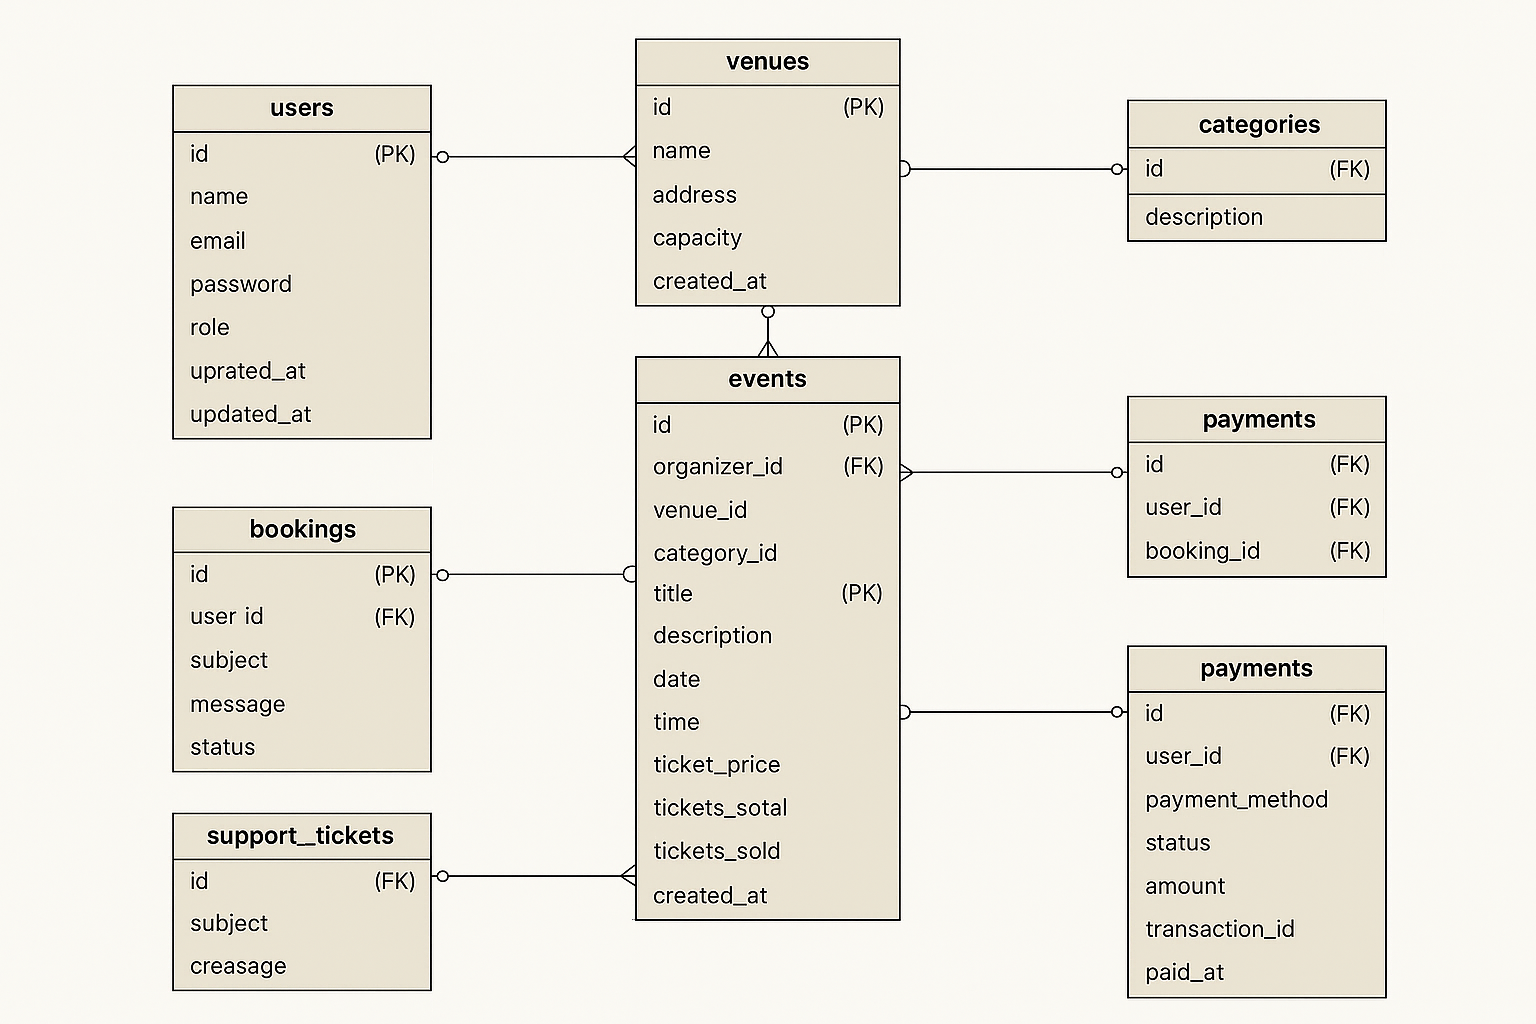 users
id (PK)
name
email
password
role
uprated_at
updated_at
venues
id (PK)
name
address
capacity
created_at
categories
id (FK)
description
events
id (PK)
organizer_id (FK)
venue_id
category_id
title (PK)
description
date
time
ticket_price
tickets_sotal
tickets_sold
created_at
payments
id (FK)
user_id (FK)
booking_id (FK)
bookings
id (PK)
user id (FK)
subject
message
status
payments
id (FK)
user_id (FK)
payment_method
status
amount
transaction_id
paid_at
support_tickets
id (FK)
subject
creasage